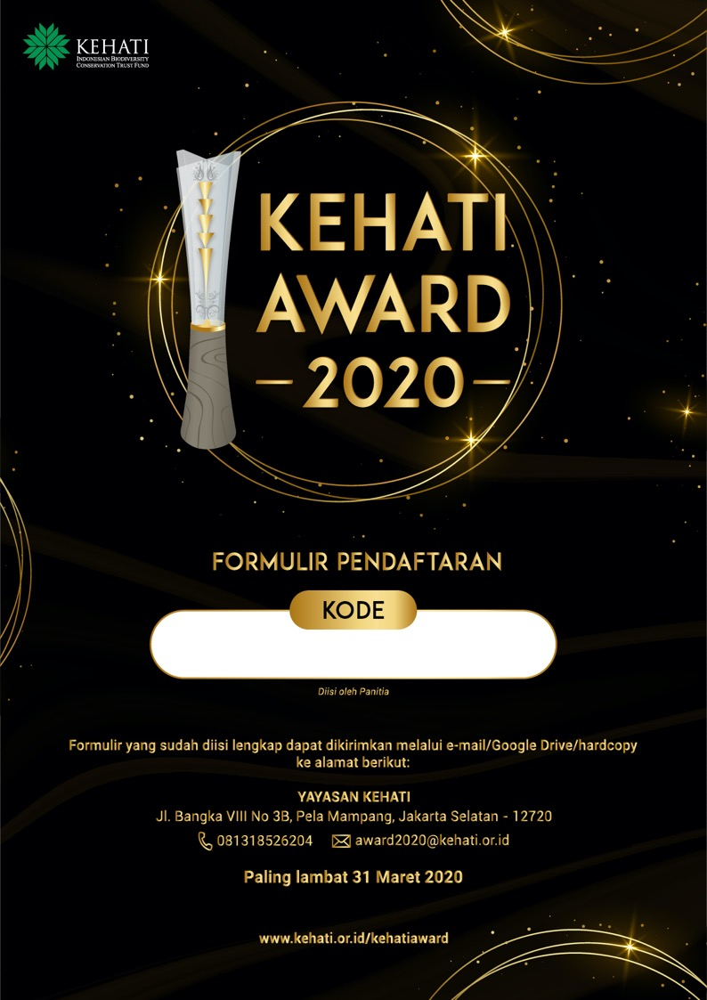 KEHATI
INDONESIAN BIODIVERSITY
CONSERVATION TRUST FUND
KEHATI
AWARD
2020
FORMULIR PENDAFTARAN
KODE
Diisi oleh Panitia
Formulir yang sudah diisi lengkap dapat dikirimkan melalui e-mail/Google Drive/hardcopy
ke alamat berikut:
YAYASAN KEHATI
Jl. Bangka VIII No 3B, Pela Mampang, Jakarta Selatan - 12720
081318526204 award2020@kehati.or.id
Paling lambat 31 Maret 2020
www.kehati.or.id/kehatiaward